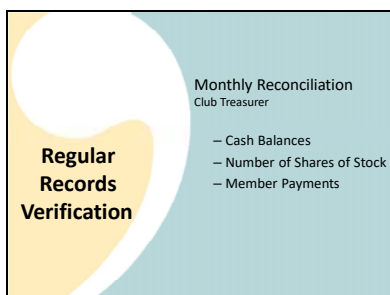 Regular
Records
Verification
Monthly Reconciliation
Club Treasurer
– Cash Balances
– Number of Shares of Stock
– Member Payments